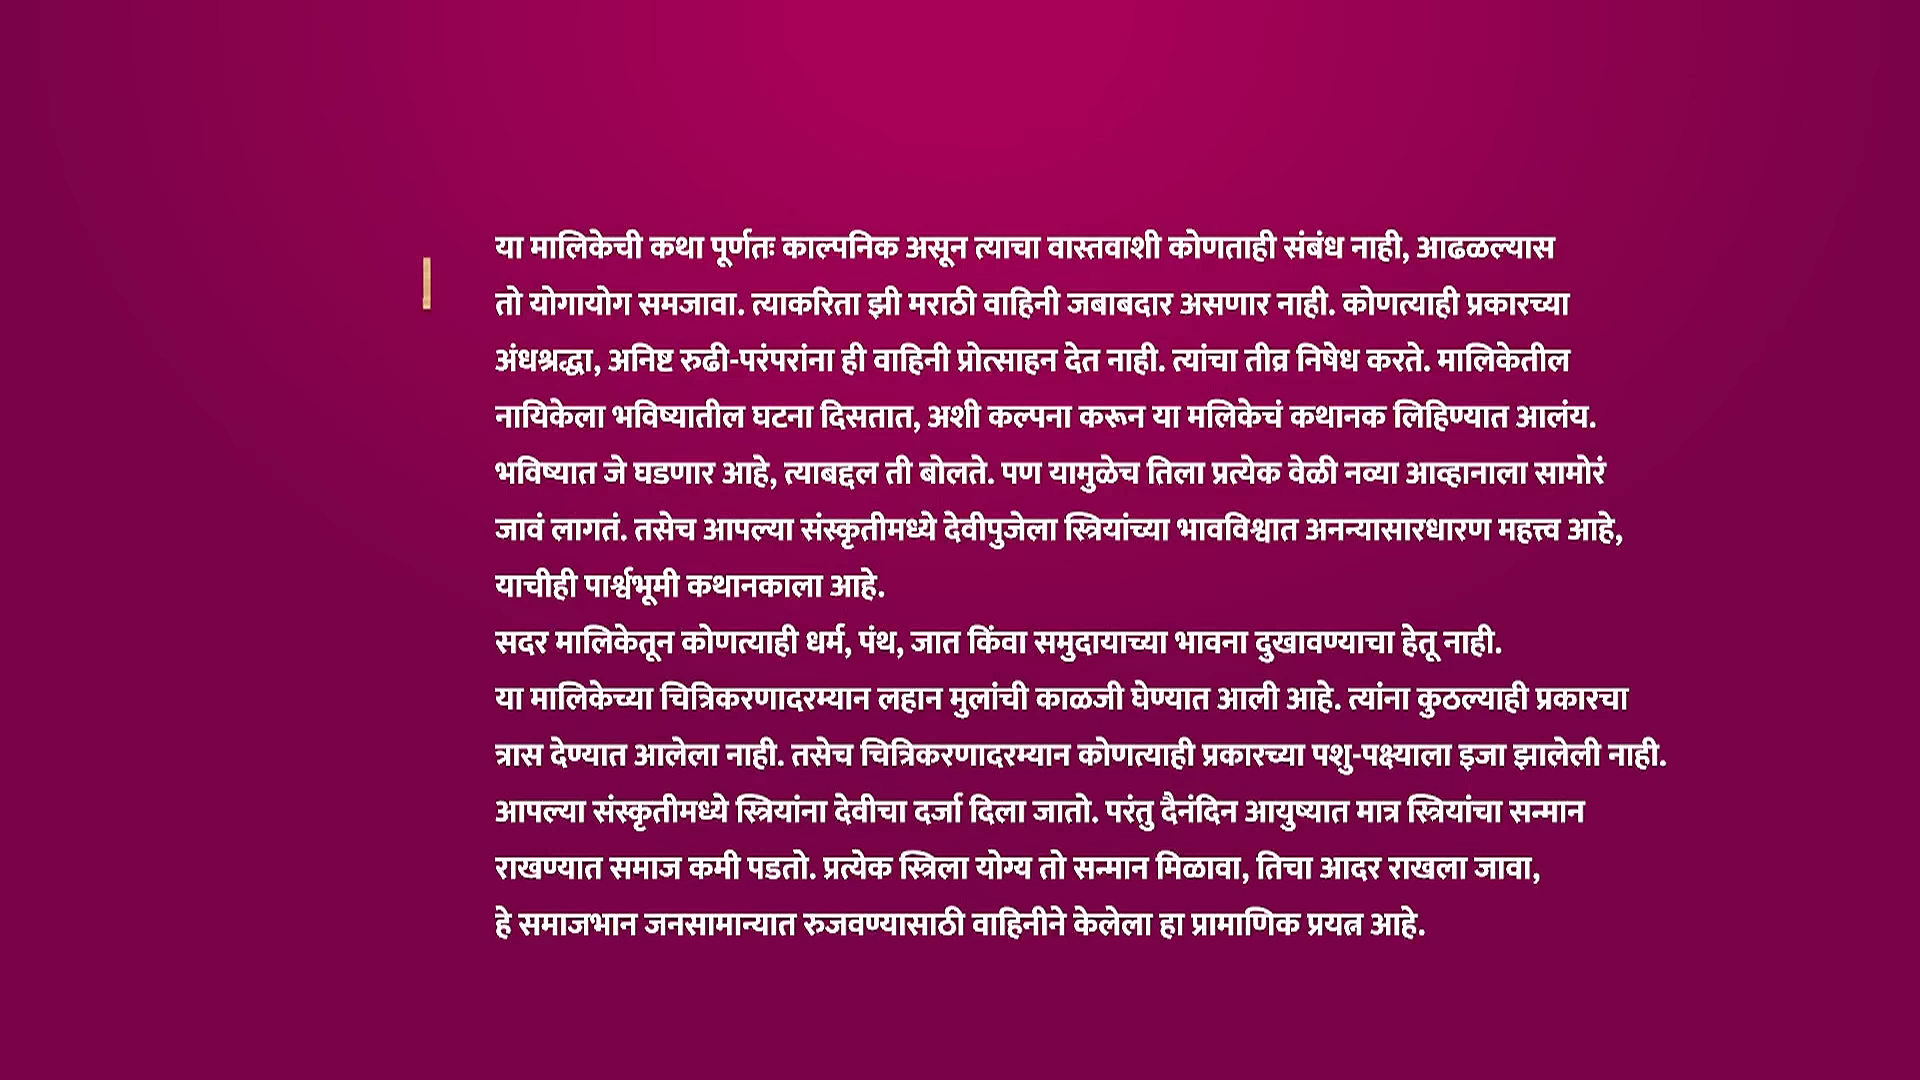 या मालिकेची कथा पूर्णतः काल्पनिक असून त्याचा वास्तवाशी कोणताही संबंध नाही, आढळल्यास
तो योगायोग समजावा. त्याकरिता झी मराठी वाहिनी जबाबदार असणार नाही. कोणत्याही प्रकारच्या
अंधश्रद्धा, अनिष्ट रुढी-परंपरांना ही वाहिनी प्रोत्साहन देत नाही. त्यांचा तीव्र निषेध करते. मालिकेतील
नायिकेला भविष्यातील घटना दिसतात, अशी कल्पना करून या मलिकेचं कथानक लिहिण्यात आलंय.
भविष्यात जे घडणार आहे, त्याबद्दल ती बोलते. पण यामुळेच तिला प्रत्येक वेळी नव्या आव्हानाला सामोरं
जावं लागतं. तसेच आपल्या संस्कृतीमध्ये देवीपुजेला स्त्रियांच्या भावविश्वात अनन्यासारधारण महत्त्व आहे,
याचीही पार्श्वभूमी कथानकाला आहे.
सदर मालिकेतून कोणत्याही धर्म, पंथ, जात किंवा समुदायाच्या भावना दुखावण्याचा हेतू नाही.
या मालिकेच्या चित्रिकरणादरम्यान लहान मुलांची काळजी घेण्यात आली आहे. त्यांना कुठल्याही प्रकारचा
त्रास देण्यात आलेला नाही. तसेच चित्रिकरणादरम्यान कोणत्याही प्रकारच्या पशु-पक्ष्याला इजा झालेली नाही.
आपल्या संस्कृतीमध्ये स्त्रियांना देवीचा दर्जा दिला जातो. परंतु दैनंदिन आयुष्यात मात्र स्त्रियांचा सन्मान
राखण्यात समाज कमी पडतो. प्रत्येक स्त्रिला योग्य तो सन्मान मिळावा, तिचा आदर राखला जावा,
हे समाजभान जनसामान्यात रुजवण्यासाठी वाहिनीने केलेला हा प्रामाणिक प्रयत्न आहे.